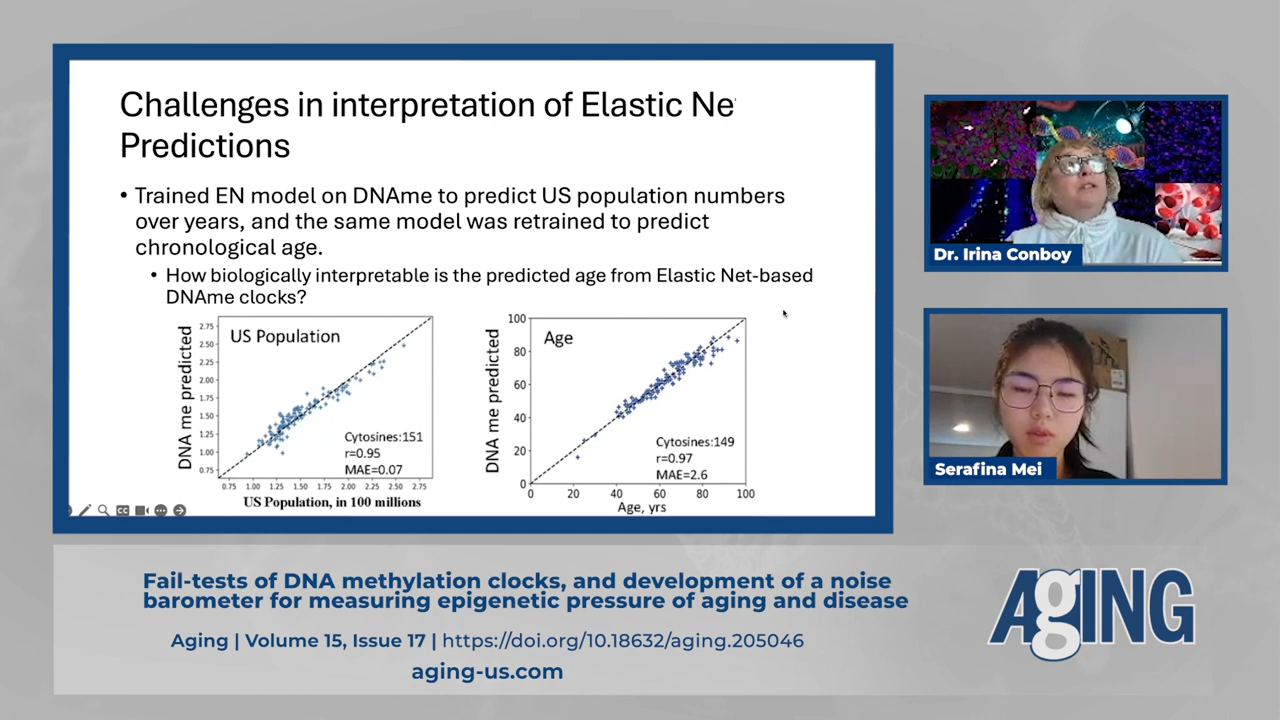 Challenges in interpretation of Elastic Ne
Predictions
• Trained EN model on DNAme to predict US population numbers
over years, and the same model was retrained to predict
chronological age.
• How biologically interpretable is the predicted age from Elastic Net-based
DNAme clocks?
DNA me predicted
2.75
2.50
2.25
2.00
1.75
1.50
1.25
1.00
0.75
US Population
Cytosines:151
r=0.95
MAE=0.07
0.75 1.00 1.25 1.50 1.75 2.00 2.25 2.50 2.75
US Population, in 100 millions
DNA me predicted
100
80
60
40
20
0
Age
Cytosines:149
r=0.97
MAE=2.6
0 20 40 60 80 100
Age, yrs
CC
Dr. Irina Conboy
Serafina Mei
Fail-tests of DNA methylation clocks, and development of a noise
barometer for measuring epigenetic pressure of aging and disease
Aging | Volume 15, Issue 17 | https://doi.org/10.18632/aging.205046
aging-us.com
AgING